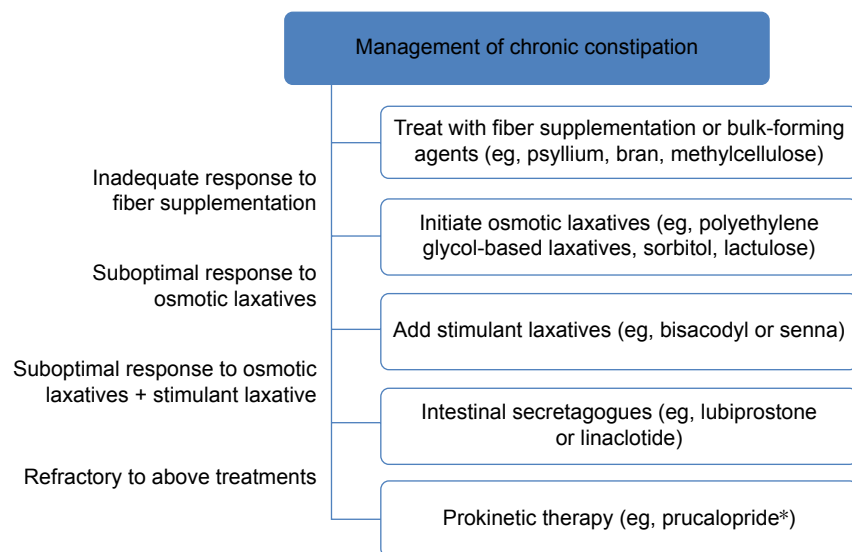 Management of chronic constipation
Treat with fiber supplementation or bulk-forming
agents (eg, psyllium, bran, methylcellulose)
Inadequate response to
fiber supplementation
Initiate osmotic laxatives (eg, polyethylene
glycol-based laxatives, sorbitol, lactulose)
Suboptimal response to
osmotic laxatives
Add stimulant laxatives (eg, bisacodyl or senna)
Suboptimal response to osmotic
laxatives + stimulant laxative
Intestinal secretagogues (eg, lubiprostone
or linaclotide)
Refractory to above treatments
Prokinetic therapy (eg, prucalopride*)